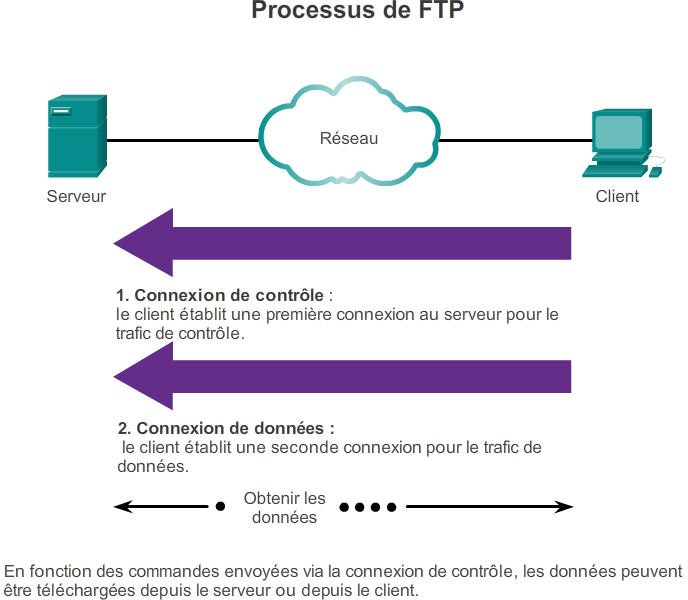 Processus de FTP
Réseau
Serveur
Client
1. Connexion de contrôle :
le client établit une première connexion au serveur pour le
trafic de contrôle.
2. Connexion de données :
le client établit une seconde connexion pour le trafic de
données.
Obtenir les
données
En fonction des commandes envoyées via la connexion de contrôle, les données peuvent
être téléchargées depuis le serveur ou depuis le client.